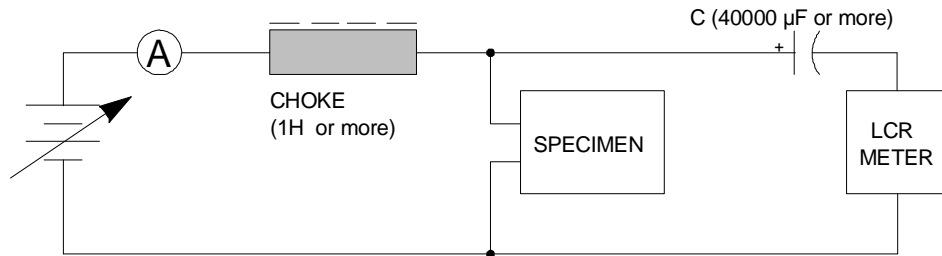 C (40000 µF or more)
+
A
CHOKE
(1H or more)
SPECIMEN
LCR
METER